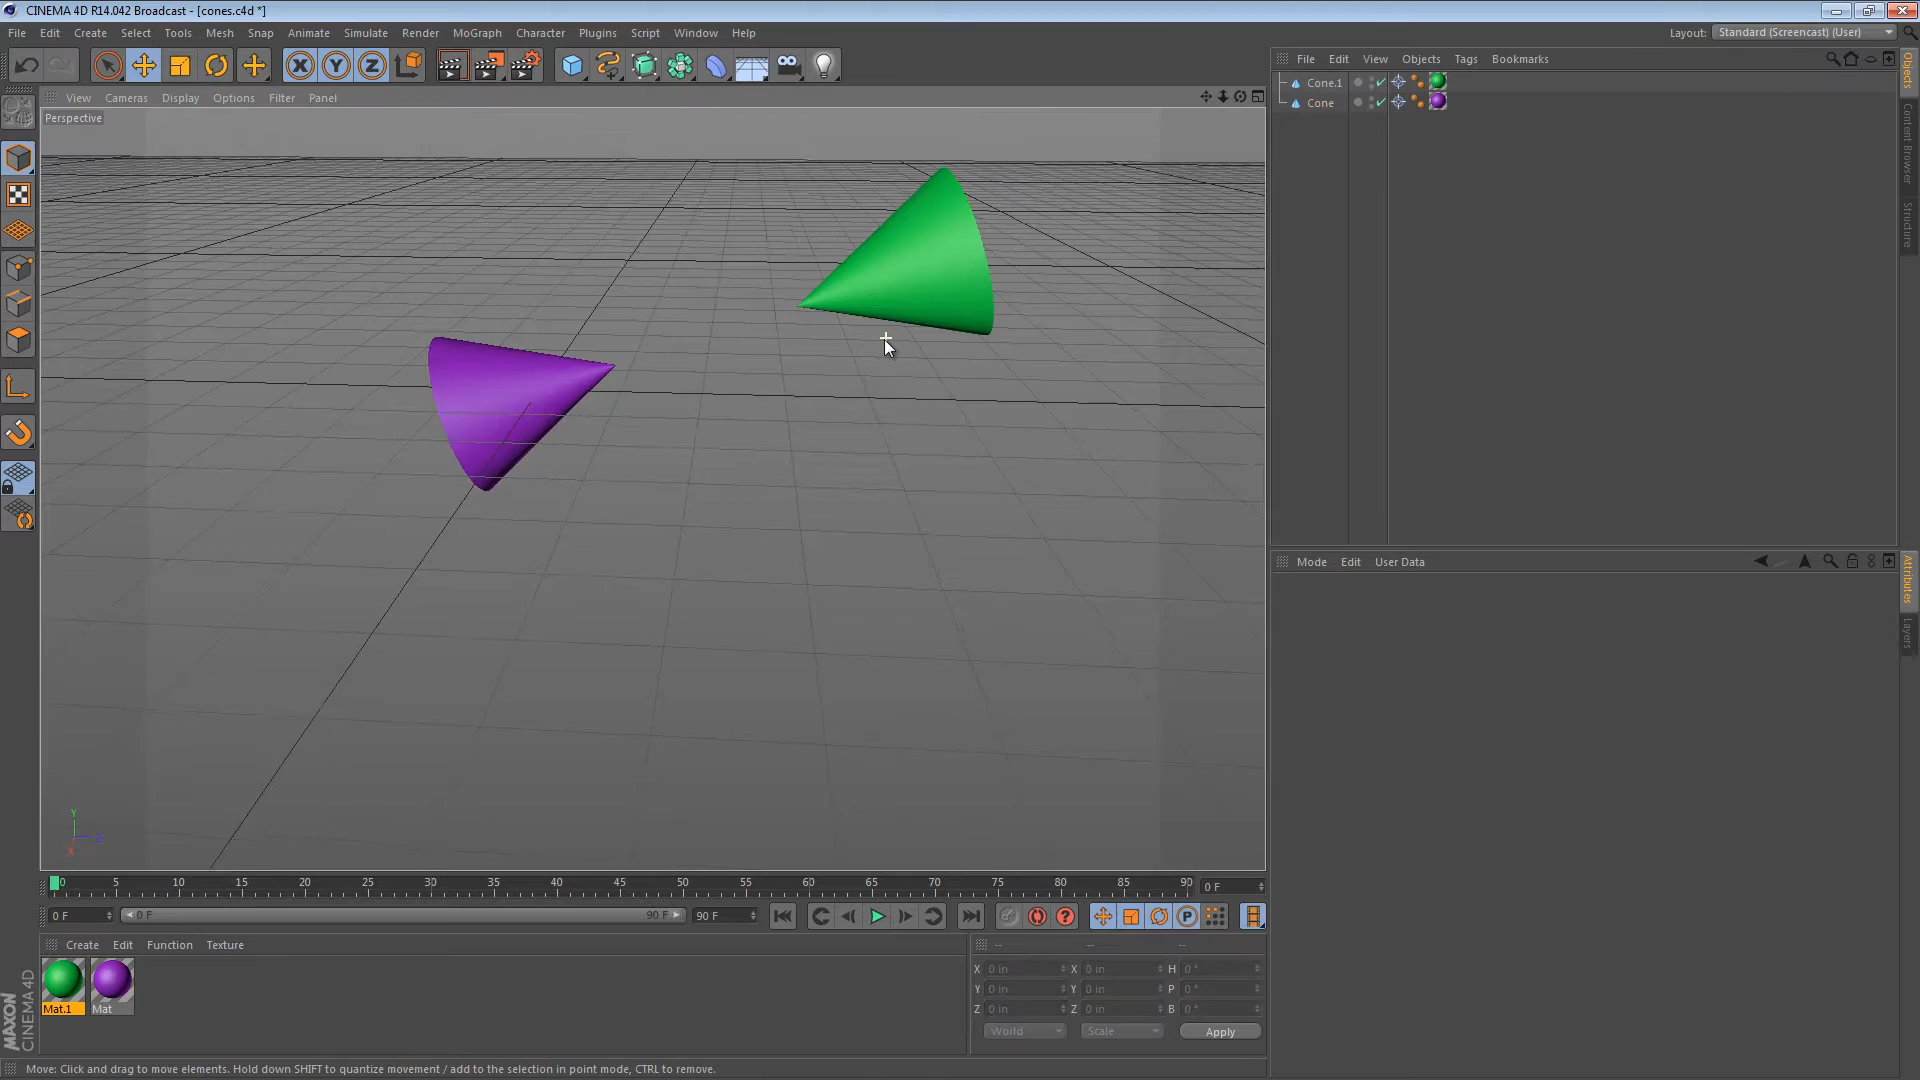 CINEMA 4D R14.042 Broadcast - [cones.c4d *]
File Edit Create Select Tools Mesh Snap Animate Simulate Render MoGraph Character Plugins Script Window Help
Layout: Standard (Screencast) (User)
File Edit View Objects Tags Bookmarks
Cone.1
Cone
Objects
Content Browser
Structure
View Cameras Display Options Filter Panel
Perspective
Y
Z
X
Mode Edit User Data
Attributes
Layers
0 5 10 15 20 25 30 35 40 45 50 55 60 65 70 75 80 85 90
0 F
0 F
0 F
90 F
90 F
Create Edit Function Texture
Mat.1
Mat
-- -- --
X 0 in X 0 in H 0 °
Y 0 in Y 0 in P 0 °
Z 0 in Z 0 in B 0 °
World Scale Apply
MAXON
CINEMA 4D
Move: Click and drag to move elements. Hold down SHIFT to quantize movement / add to the selection in point mode, CTRL to remove.